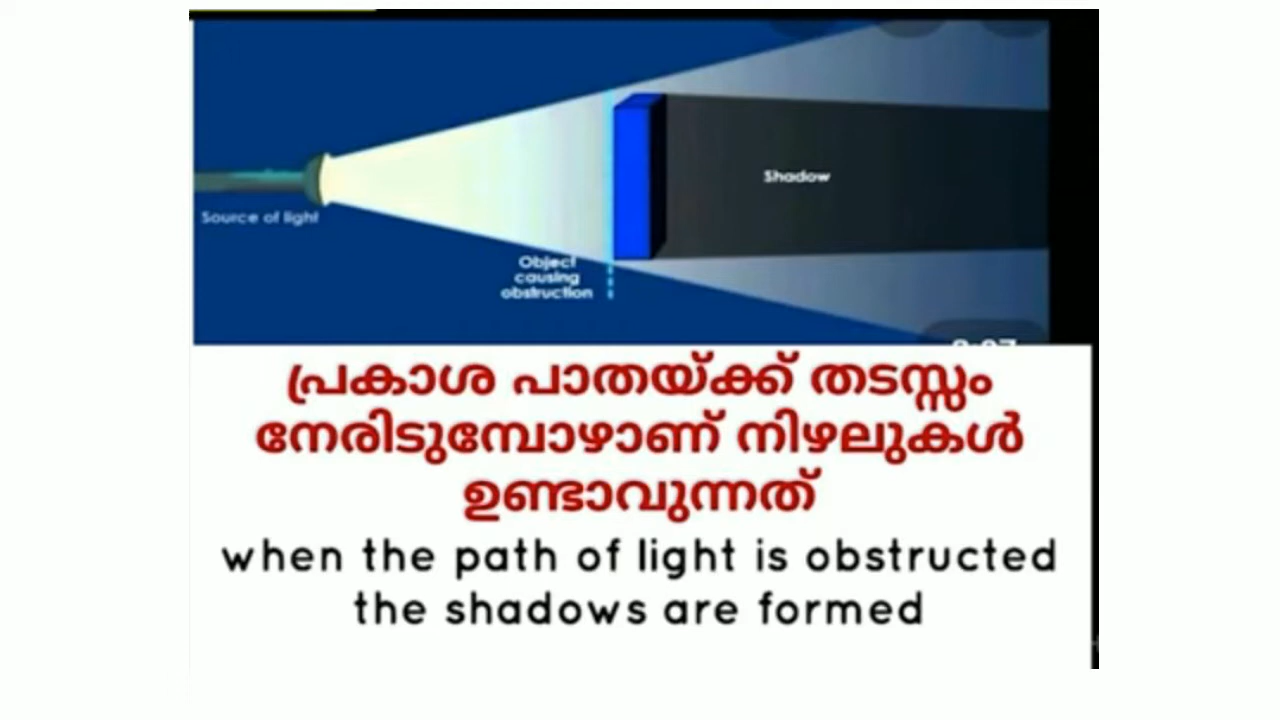 Shadow
Source of light
Object
causing
obstruction
പ്രകാശ പാതയ്ക്ക് തടസ്സം
നേരിടുമ്പോഴാണ് നിഴലുകൾ
ഉണ്ടാവുന്നത്
when the path of light is obstructed
the shadows are formed